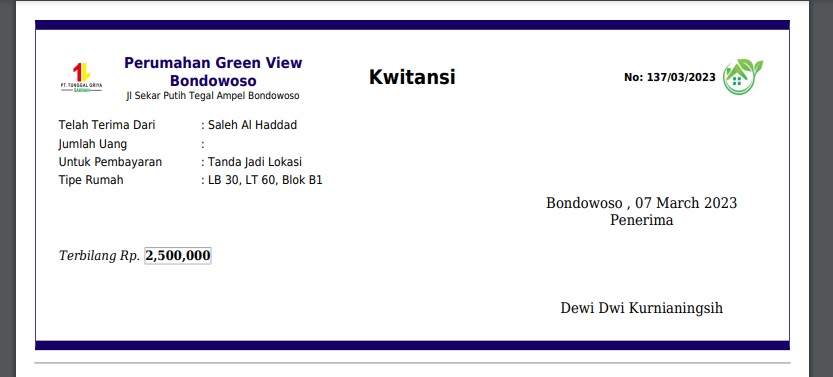 Perumahan Green View
Bondowoso
Jl Sekar Putih Tegal Ampel Bondowoso
PT. TUNGGAL GRIYA
SAKINAH
Kwitansi
No: 137/03/2023
Telah Terima Dari : Saleh Al Haddad
Jumlah Uang :
Untuk Pembayaran : Tanda Jadi Lokasi
Tipe Rumah : LB 30, LT 60, Blok B1
Bondowoso , 07 March 2023
Penerima
Terbilang Rp. 2,500,000
Dewi Dwi Kurnianingsih